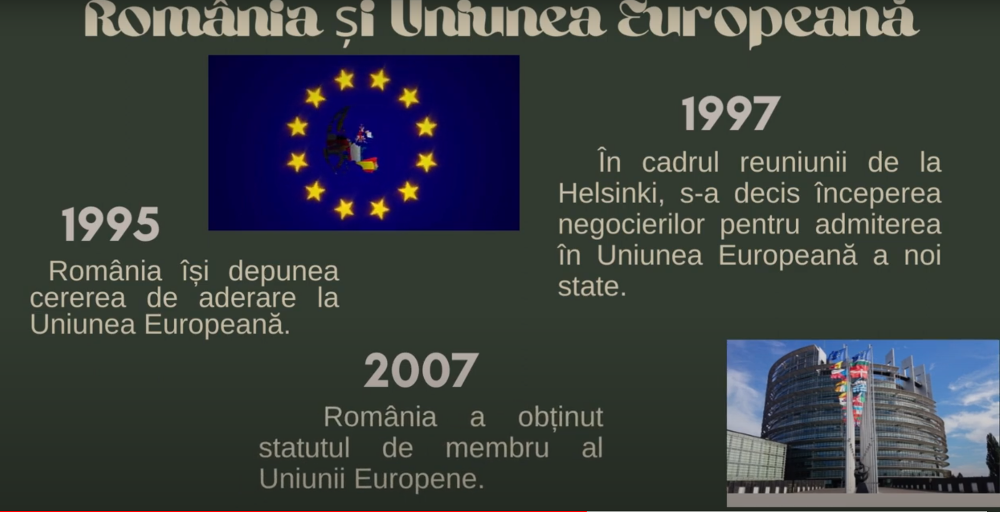 România și Uniunea Europeană
1995
România își depunea
cererea de aderare la
Uniunea Europeană.
1997
În cadrul reuniunii de la
Helsinki, s-a decis începerea
negocierilor pentru admiterea
în Uniunea Europeană a noi
state.
2007
România a obținut
statutul de membru al
Uniunii Europene.